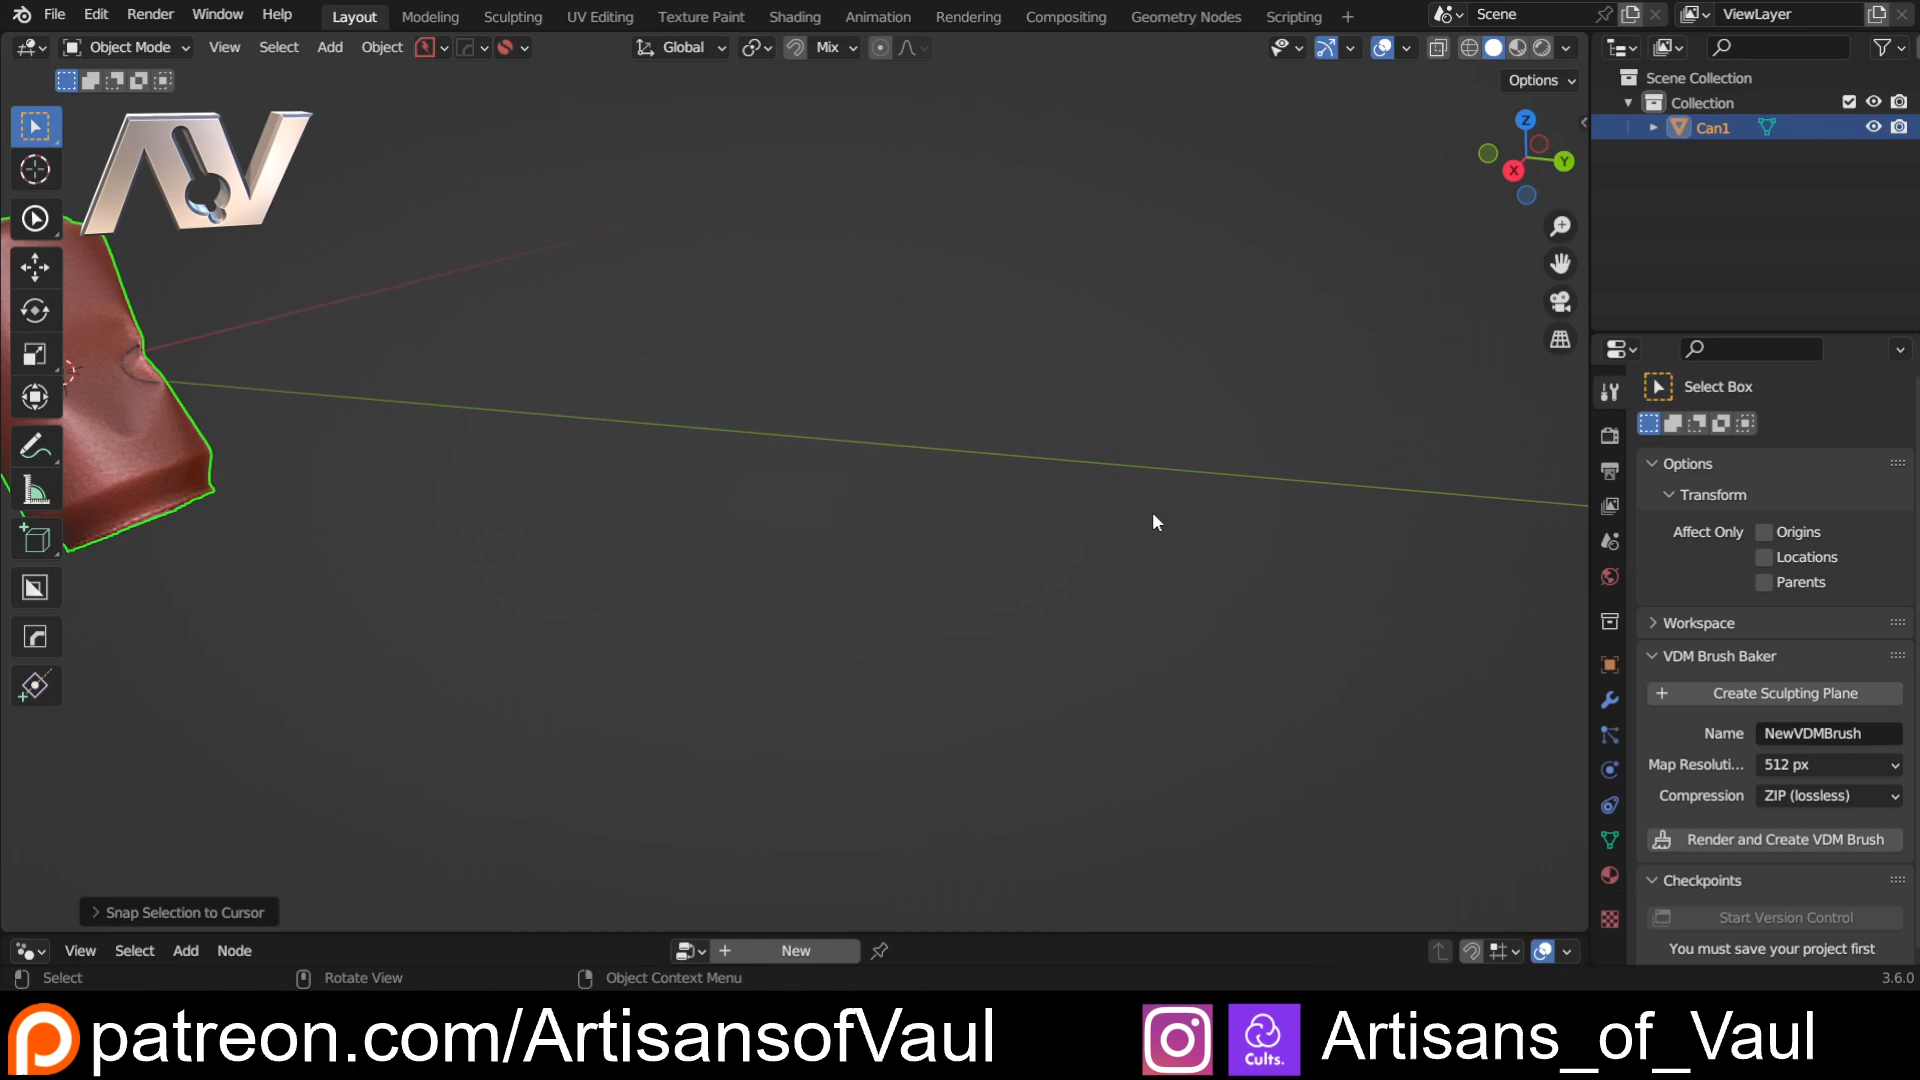 File Edit Render Window Help Layout Modeling Sculpting UV Editing Texture Paint Shading Animation Rendering Compositing Geometry Nodes Scripting + Scene ViewLayer
Object Mode View Select Add Object Global Mix
Options
Z
Y
X
Scene Collection
Collection
Can1
Select Box
Options
Transform
Affect Only Origins
Locations
Parents
Workspace
VDM Brush Baker
+ Create Sculpting Plane
Name NewVDMBrush
Map Resoluti... 512 px
Compression ZIP (lossless)
Render and Create VDM Brush
Checkpoints
Start Version Control
You must save your project first
Snap Selection to Cursor
View Select Add Node + New
Select Rotate View Object Context Menu 3.6.0
patreon.com/ArtisansofVaul Cults. Artisans_of_Vaul